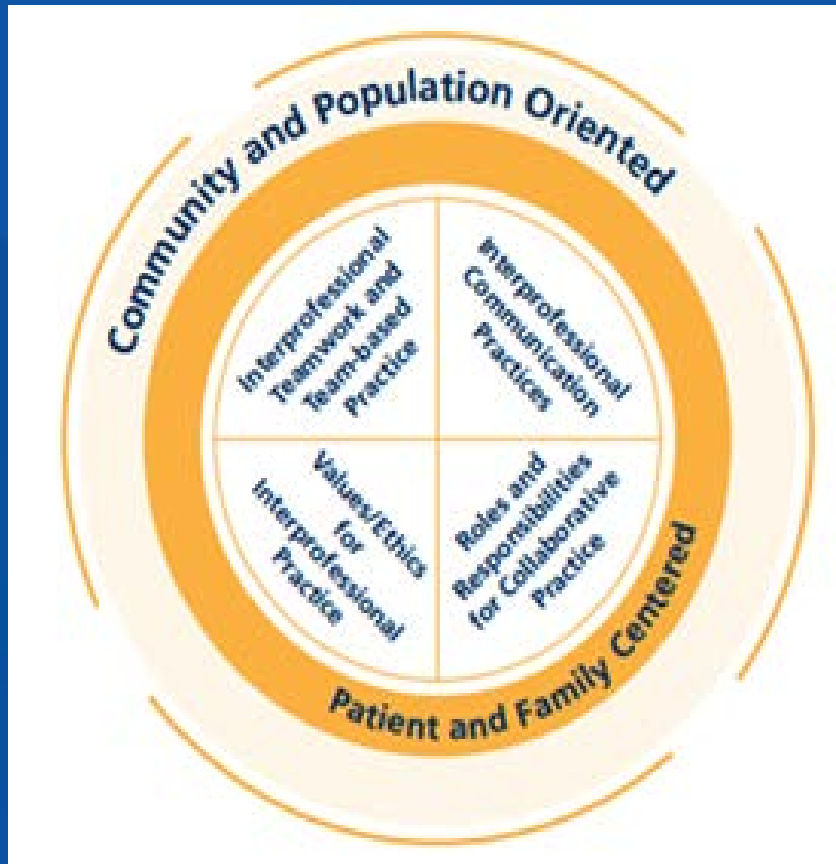 Community and Population Oriented
Interprofessional
Teamwork and
Team-based
Practice
Interprofessional
Communication
Practices
Values/Ethics
for
Interprofessional
Practice
Roles and
Responsibilities
for Collaborative
Practice
Patient and Family Centered